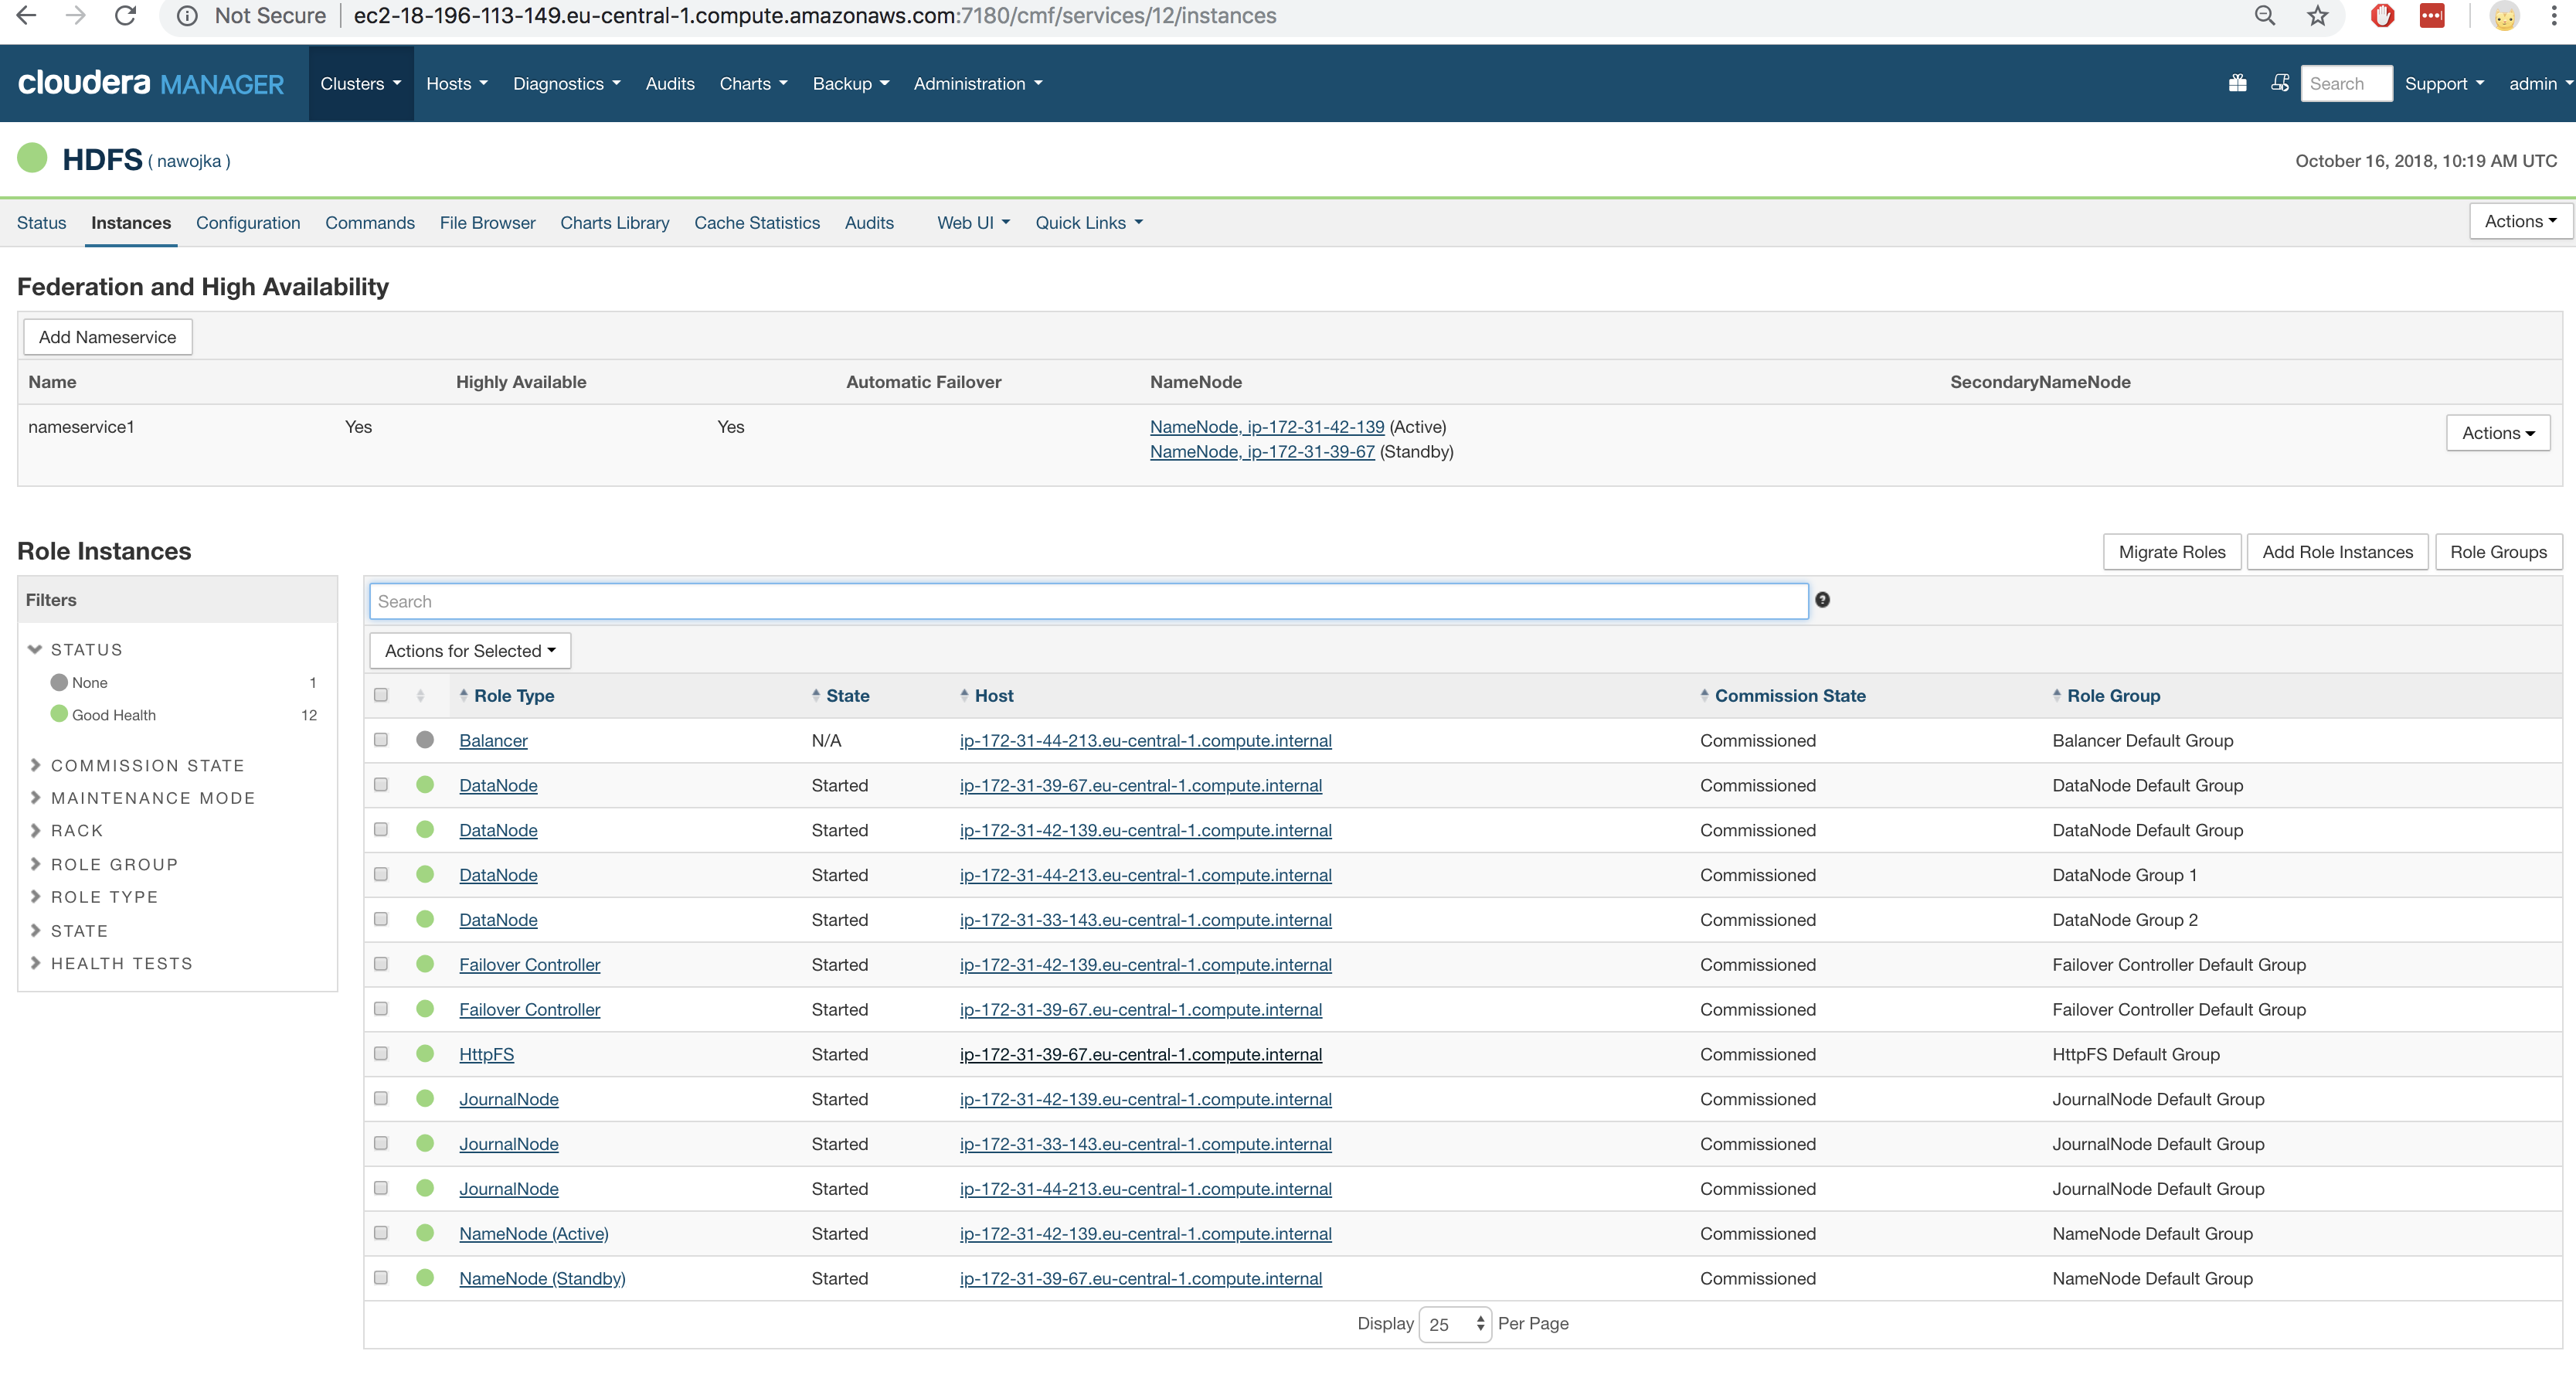 Not Secure | ec2-18-196-113-149.eu-central-1.compute.amazonaws.com:7180/cmf/services/12/instances
cloudera MANAGER Clusters Hosts Diagnostics Audits Charts Backup Administration Search Support admin
HDFS ( nawojka ) October 16, 2018, 10:19 AM UTC
Status Instances Configuration Commands File Browser Charts Library Cache Statistics Audits Web UI Quick Links Actions
Federation and High Availability
Add Nameservice
Name Highly Available Automatic Failover NameNode SecondaryNameNode
nameservice1 Yes Yes NameNode, ip-172-31-42-139 (Active) Actions
NameNode, ip-172-31-39-67 (Standby)
Role Instances Migrate Roles Add Role Instances Role Groups
Filters
STATUS
None 1
Good Health 12
COMMISSION STATE
MAINTENANCE MODE
RACK
ROLE GROUP
ROLE TYPE
STATE
HEALTH TESTS
Search ?
Actions for Selected
Role Type State Host Commission State Role Group
Balancer N/A ip-172-31-44-213.eu-central-1.compute.internal Commissioned Balancer Default Group
DataNode Started ip-172-31-39-67.eu-central-1.compute.internal Commissioned DataNode Default Group
DataNode Started ip-172-31-42-139.eu-central-1.compute.internal Commissioned DataNode Default Group
DataNode Started ip-172-31-44-213.eu-central-1.compute.internal Commissioned DataNode Group 1
DataNode Started ip-172-31-33-143.eu-central-1.compute.internal Commissioned DataNode Group 2
Failover Controller Started ip-172-31-42-139.eu-central-1.compute.internal Commissioned Failover Controller Default Group
Failover Controller Started ip-172-31-39-67.eu-central-1.compute.internal Commissioned Failover Controller Default Group
HttpFS Started ip-172-31-39-67.eu-central-1.compute.internal Commissioned HttpFS Default Group
JournalNode Started ip-172-31-42-139.eu-central-1.compute.internal Commissioned JournalNode Default Group
JournalNode Started ip-172-31-33-143.eu-central-1.compute.internal Commissioned JournalNode Default Group
JournalNode Started ip-172-31-44-213.eu-central-1.compute.internal Commissioned JournalNode Default Group
NameNode (Active) Started ip-172-31-42-139.eu-central-1.compute.internal Commissioned NameNode Default Group
NameNode (Standby) Started ip-172-31-39-67.eu-central-1.compute.internal Commissioned NameNode Default Group
Display 25 Per Page